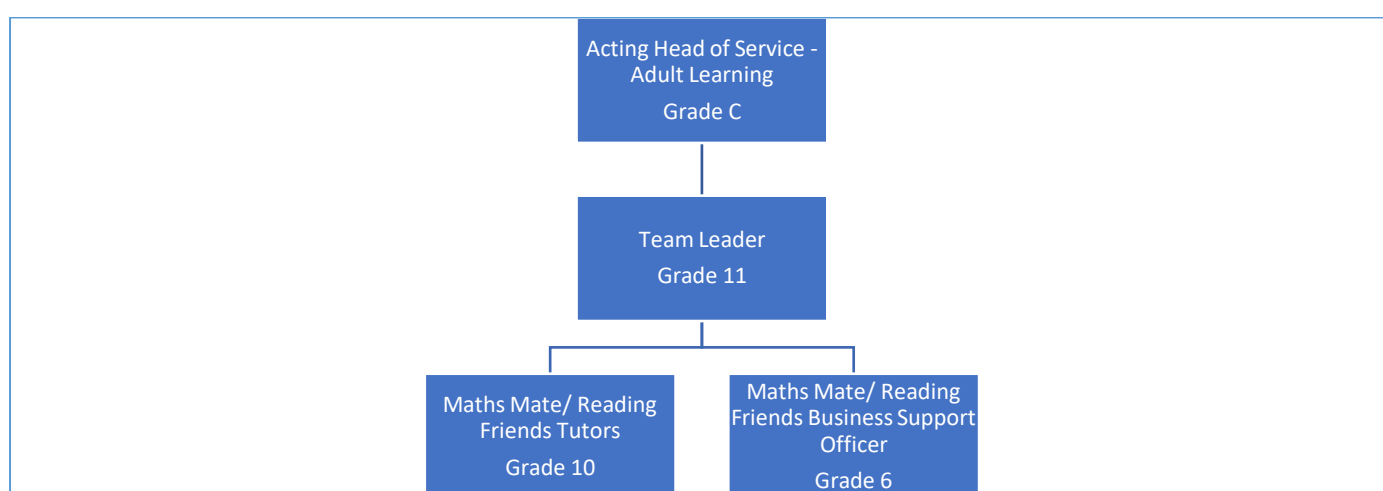 Acting Head of Service -
Adult Learning
Grade C
Team Leader
Grade 11
Maths Mate/ Reading
Friends Tutors
Grade 10
Maths Mate/ Reading
Friends Business Support
Officer
Grade 6